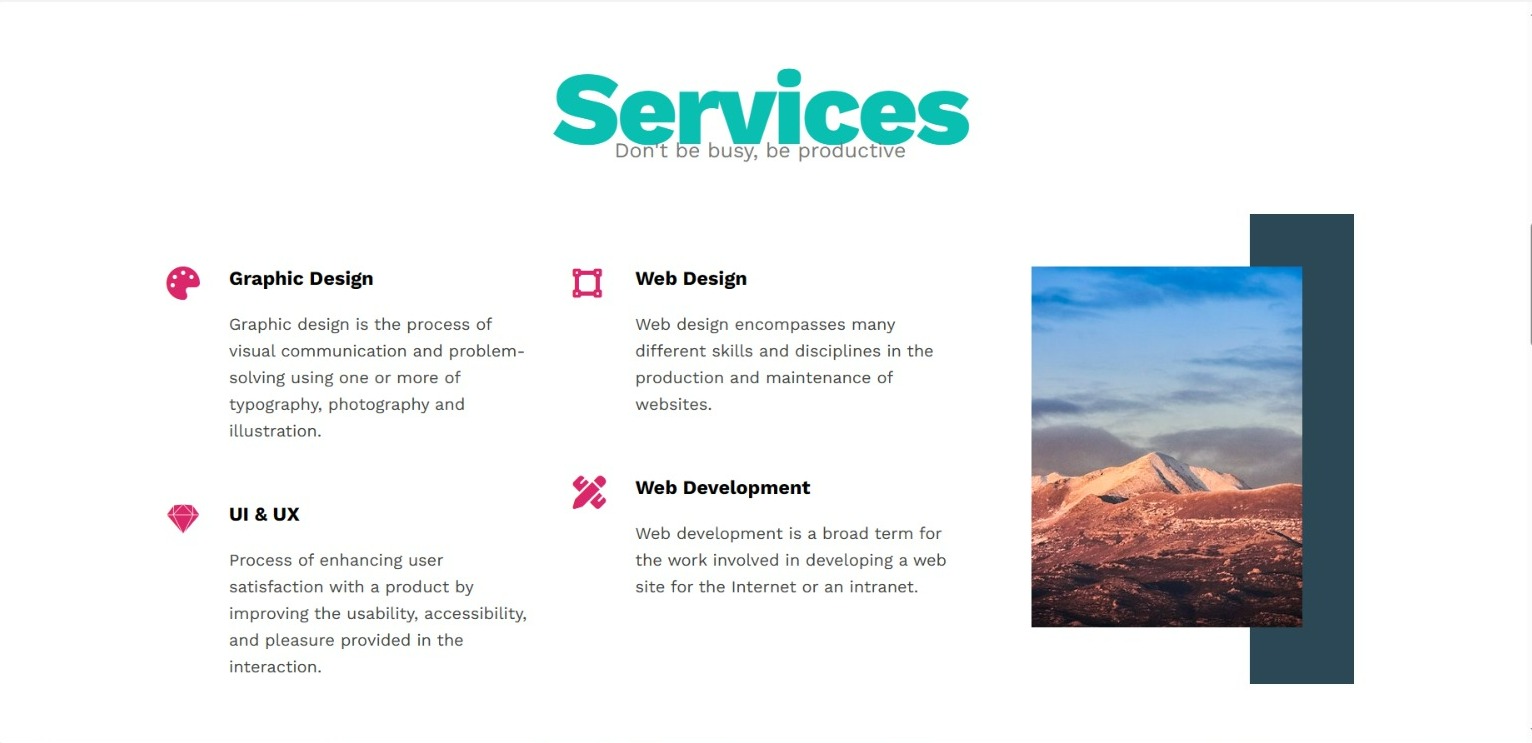 Services
Don't be busy, be productive
Graphic Design
Graphic design is the process of
visual communication and problem-
solving using one or more of
typography, photography and
illustration.
UI & UX
Process of enhancing user
satisfaction with a product by
improving the usability, accessibility,
and pleasure provided in the
interaction.
Web Design
Web design encompasses many
different skills and disciplines in the
production and maintenance of
websites.
Web Development
Web development is a broad term for
the work involved in developing a web
site for the Internet or an intranet.